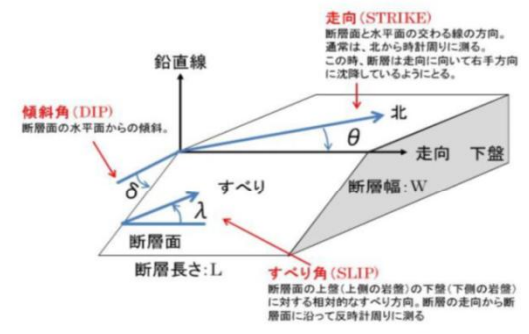 走向(STRIKE)
断層面と水平面の交わる線の方向。
通常は、北から時計周りに測る。
この時、断層は走向に向いて右手方向
に沈降しているようにとる。
鉛直線
傾斜角(DIP)
断層面の水平面からの傾斜。
北
θ
走向 下盤
δ
すべり
断層幅:W
λ
断層面
断層長さ:L
すべり角(SLIP)
断層面の上盤(上側の岩盤)の下盤(下側の岩盤)
に対する相対的なすべり方向。断層の走向から断
層面に沿って反時計周りに測る